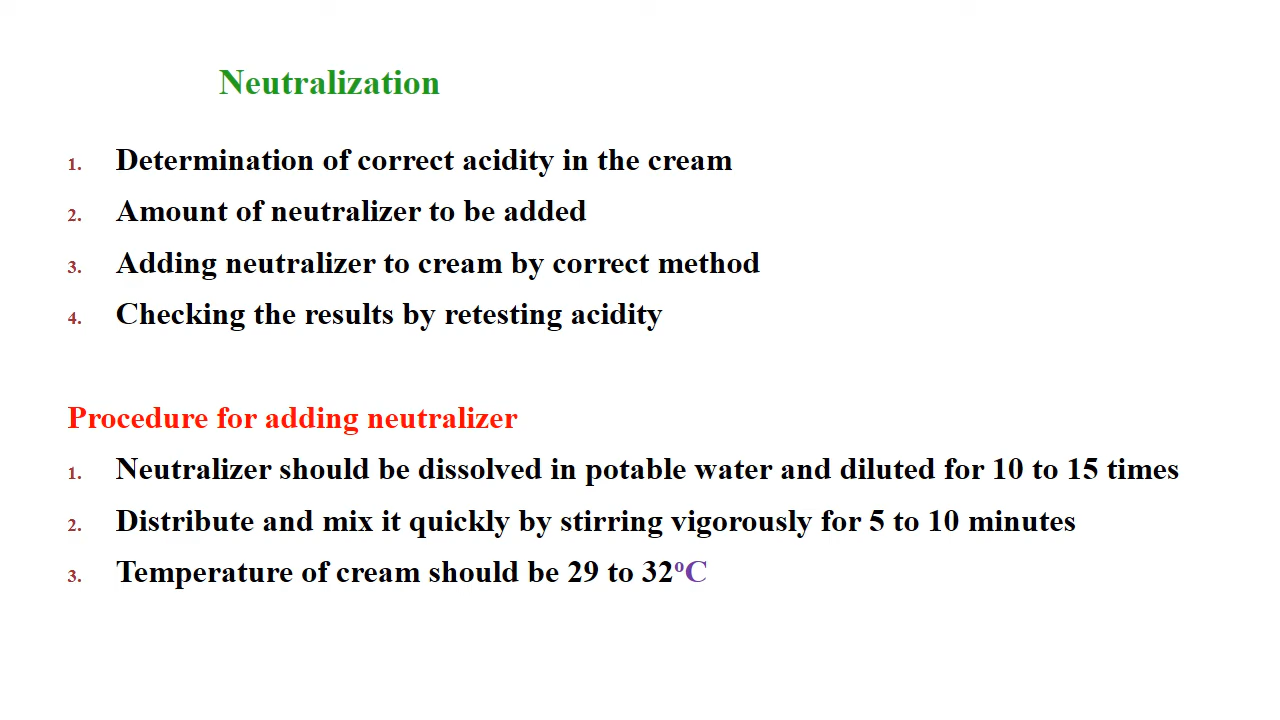 Neutralization
1. Determination of correct acidity in the cream
2. Amount of neutralizer to be added
3. Adding neutralizer to cream by correct method
4. Checking the results by retesting acidity
Procedure for adding neutralizer
1. Neutralizer should be dissolved in potable water and diluted for 10 to 15 times
2. Distribute and mix it quickly by stirring vigorously for 5 to 10 minutes
3. Temperature of cream should be 29 to 32ºC